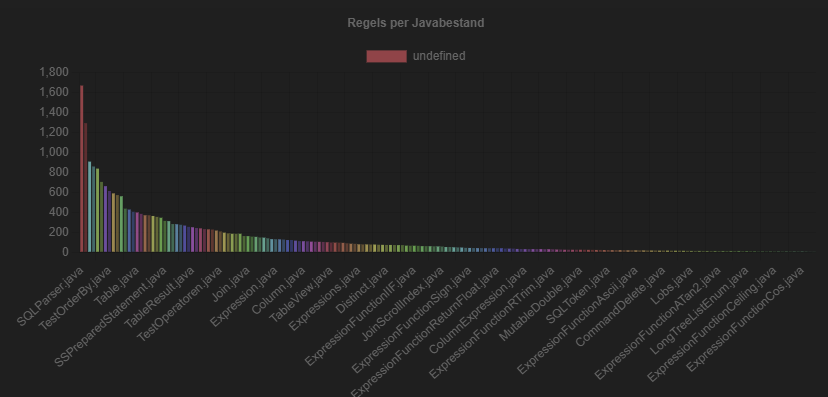 Regels per Javabestand
undefined
1,800
1,600
1,400
1,200
1,000
800
600
400
200
0
SQLParser.java
TestOrderBy.java
Table.java
SSPreparedStatement.java
TableResult.java
TestOperatoren.java
Join.java
Expression.java
Column.java
TableView.java
Expressions.java
Distinct.java
ExpressionFunctionIIF.java
JoinScrollIndex.java
ExpressionFunctionSign.java
ExpressionFunctionReturnFloat.java
ColumnExpression.java
ExpressionFunctionRTrim.java
MutableDouble.java
SQLToken.java
ExpressionFunctionAscii.java
CommandDelete.java
Lobs.java
ExpressionFunctionATan2.java
LongTreeListEnum.java
ExpressionFunctionCeiling.java
ExpressionFunctionCos.java